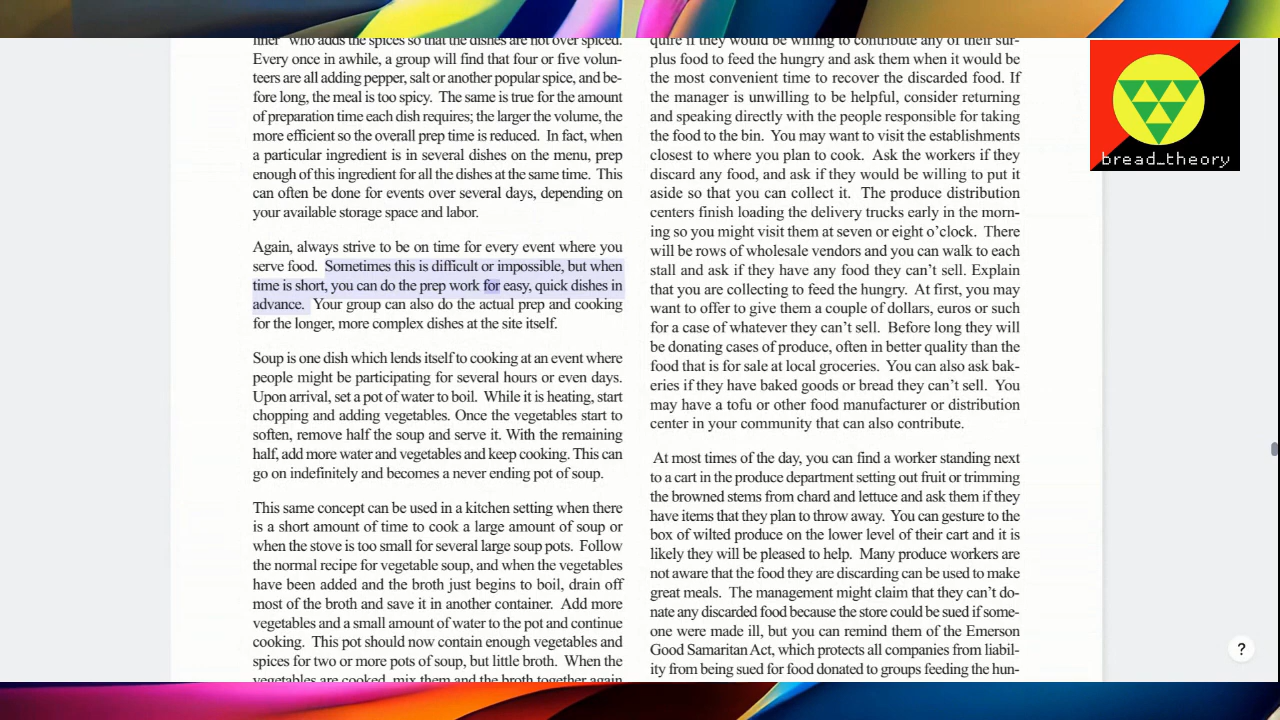 liner" who adds the spices so that the dishes are not over spiced.
Every once in awhile, a group will find that four or five volun-
teers are all adding pepper, salt or another popular spice, and be-
fore long, the meal is too spicy. The same is true for the amount
of preparation time each dish requires; the larger the volume, the
more efficient so the overall prep time is reduced. In fact, when
a particular ingredient is in several dishes on the menu, prep
enough of this ingredient for all the dishes at the same time. This
can often be done for events over several days, depending on
your available storage space and labor.
Again, always strive to be on time for every event where you
serve food. Sometimes this is difficult or impossible, but when
time is short, you can do the prep work for easy, quick dishes in
advance. Your group can also do the actual prep and cooking
for the longer, more complex dishes at the site itself.
Soup is one dish which lends itself to cooking at an event where
people might be participating for several hours or even days.
Upon arrival, set a pot of water to boil. While it is heating, start
chopping and adding vegetables. Once the vegetables start to
soften, remove half the soup and serve it. With the remaining
half, add more water and vegetables and keep cooking. This can
go on indefinitely and becomes a never ending pot of soup.
This same concept can be used in a kitchen setting when there
is a short amount of time to cook a large amount of soup or
when the stove is too small for several large soup pots. Follow
the normal recipe for vegetable soup, and when the vegetables
have been added and the broth just begins to boil, drain off
most of the broth and save it in another container. Add more
vegetables and a small amount of water to the pot and continue
cooking. This pot should now contain enough vegetables and
spices for two or more pots of soup, but little broth. When the
vegetables are cooked, mix them and the broth together again
quire if they would be willing to contribute any of their sur-
plus food to feed the hungry and ask them when it would be
the most convenient time to recover the discarded food. If
the manager is unwilling to be helpful, consider returning
and speaking directly with the people responsible for taking
the food to the bin. You may want to visit the establishments
closest to where you plan to cook. Ask the workers if they
discard any food, and ask if they would be willing to put it
aside so that you can collect it. The produce distribution
centers finish loading the delivery trucks early in the morn-
ing so you might visit them at seven or eight o’clock. There
will be rows of wholesale vendors and you can walk to each
stall and ask if they have any food they can’t sell. Explain
that you are collecting to feed the hungry. At first, you may
want to offer to give them a couple of dollars, euros or such
for a case of whatever they can’t sell. Before long they will
be donating cases of produce, often in better quality than the
food that is for sale at local groceries. You can also ask bak-
eries if they have baked goods or bread they can’t sell. You
may have a tofu or other food manufacturer or distribution
center in your community that can also contribute.
At most times of the day, you can find a worker standing next
to a cart in the produce department setting out fruit or trimming
the browned stems from chard and lettuce and ask them if they
have items that they plan to throw away. You can gesture to the
box of wilted produce on the lower level of their cart and it is
likely they will be pleased to help. Many produce workers are
not aware that the food they are discarding can be used to make
great meals. The management might claim that they can’t do-
nate any discarded food because the store could be sued if some-
one were made ill, but you can remind them of the Emerson
Good Samaritan Act, which protects all companies from liabil-
ity from being sued for food donated to groups feeding the hun-
bread_theory
?